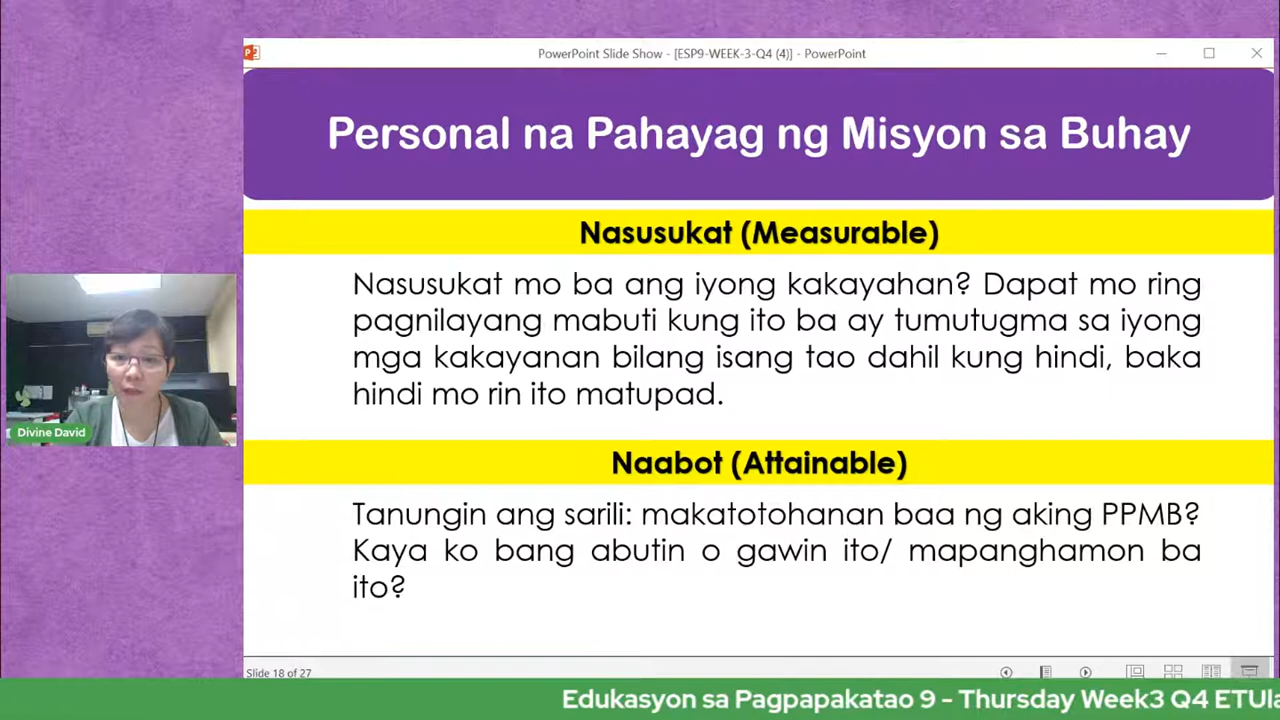 PowerPoint Slide Show - [ESP9-WEEK-3-Q4 (4)] - PowerPoint
Personal na Pahayag ng Misyon sa Buhay
Nasusukat (Measurable)
Nasusukat mo ba ang iyong kakayahan? Dapat mo ring
pagnilayang mabuti kung ito ba ay tumutugma sa iyong
mga kakayanan bilang isang tao dahil kung hindi, baka
hindi mo rin ito matupad.
Divine David
Naabot (Attainable)
Tanungin ang sarili: makatotohanan baa ng aking PPMB?
Kaya ko bang abutin o gawin ito/ mapanghamon ba
ito?
Slide 18 of 27
Edukasyon sa Pagpapakatao 9 - Thursday Week3 Q4 ETUla